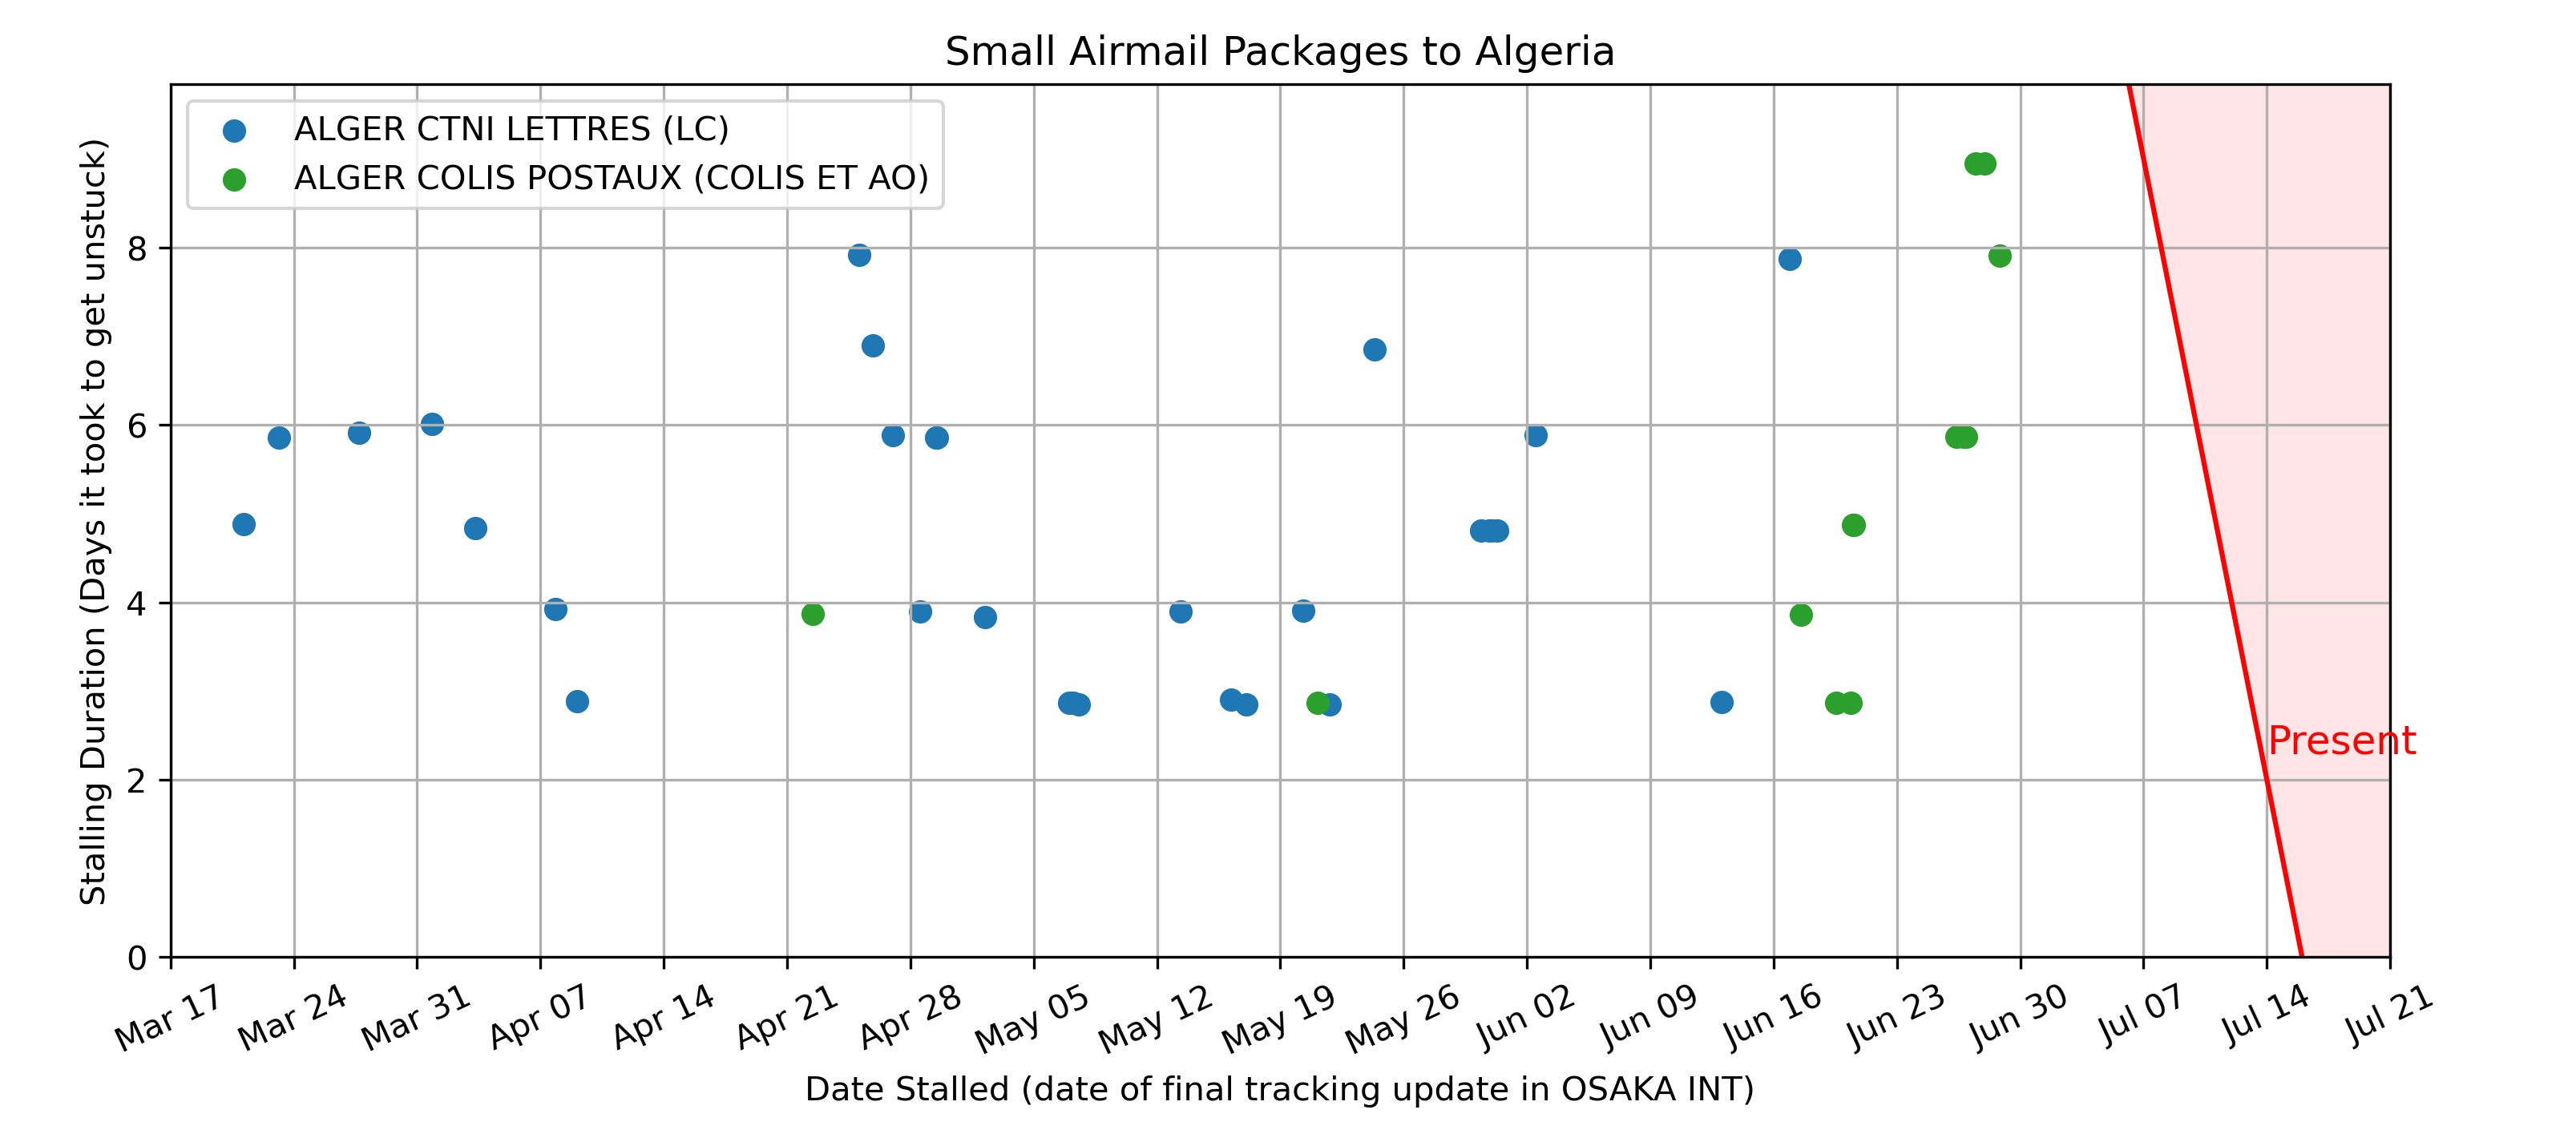 Small Airmail Packages to Algeria
ALGER CTNI LETTRES (LC)
ALGER COLIS POSTAUX (COLIS ET AO)
Stalling Duration (Days it took to get unstuck)
8
6
4
2
0
Present
Mar 17
Mar 24
Mar 31
Apr 07
Apr 14
Apr 21
Apr 28
May 05
May 12
May 19
May 26
Jun 02
Jun 09
Jun 16
Jun 23
Jun 30
Jul 07
Jul 14
Jul 21
Date Stalled (date of final tracking update in OSAKA INT)